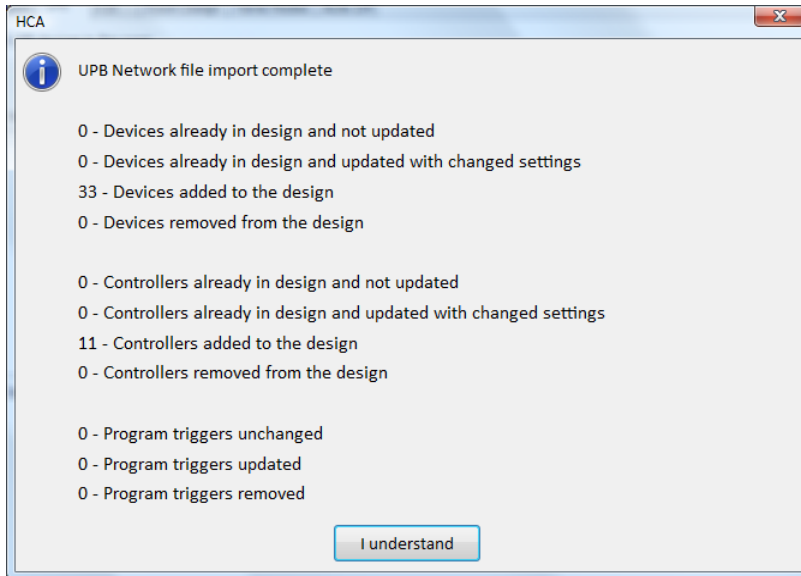 HCA
UPB Network file import complete
0 - Devices already in design and not updated
0 - Devices already in design and updated with changed settings
33 - Devices added to the design
0 - Devices removed from the design
0 - Controllers already in design and not updated
0 - Controllers already in design and updated with changed settings
11 - Controllers added to the design
0 - Controllers removed from the design
0 - Program triggers unchanged
0 - Program triggers updated
0 - Program triggers removed
I understand